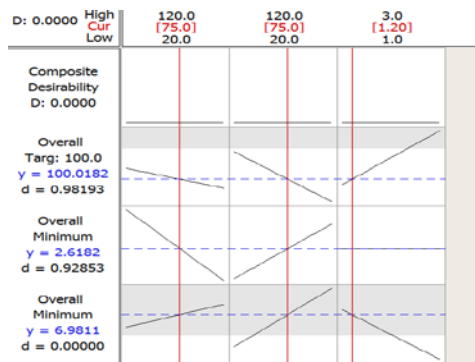 D: 0.0000 High 120.0 120.0 3.0
Cur [75.0] [75.0] [1.20]
Low 20.0 20.0 1.0
Composite
Desirability
D: 0.0000
Overall
Targ: 100.0
y = 100.0182
d = 0.98193
Overall
Minimum
y = 2.6182
d = 0.92853
Overall
Minimum
y = 6.9811
d = 0.00000